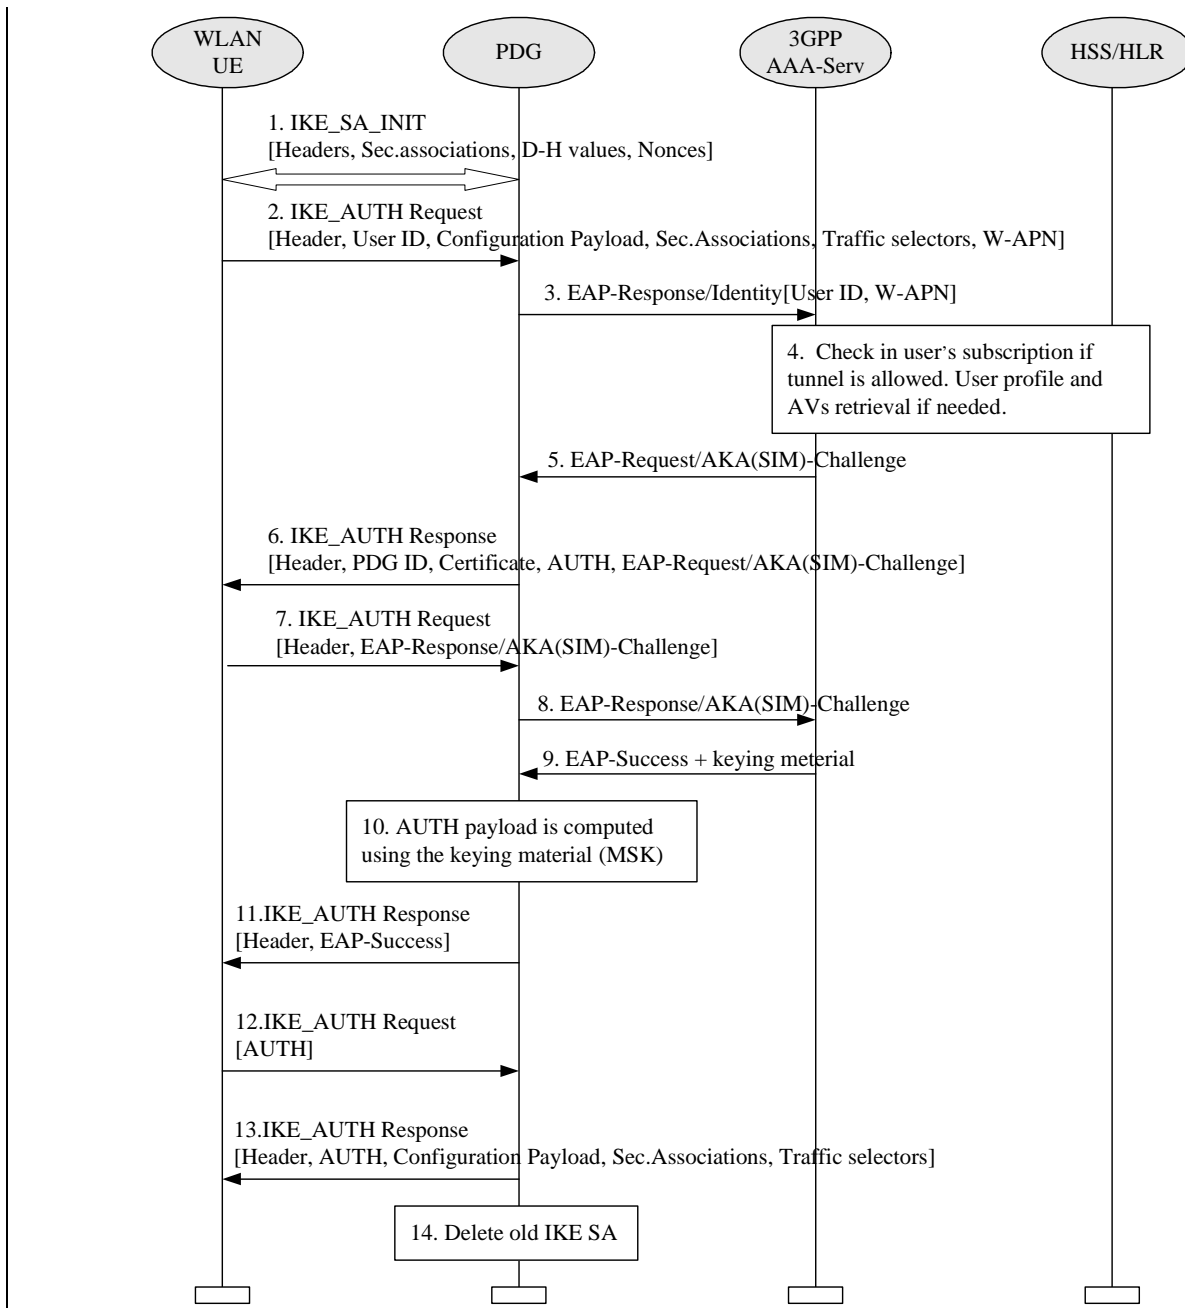 WLAN
UE
PDG
3GPP
AAA-Serv
HSS/HLR
1. IKE_SA_INIT
[Headers, Sec.associations, D-H values, Nonces]
2. IKE_AUTH Request
[Header, User ID, Configuration Payload, Sec.Associations, Traffic selectors, W-APN]
3. EAP-Response/Identity[User ID, W-APN]
4. Check in user’s subscription if
tunnel is allowed. User profile and
AVs retrieval if needed.
5. EAP-Request/AKA(SIM)-Challenge
6. IKE_AUTH Response
[Header, PDG ID, Certificate, AUTH, EAP-Request/AKA(SIM)-Challenge]
7. IKE_AUTH Request
[Header, EAP-Response/AKA(SIM)-Challenge]
8. EAP-Response/AKA(SIM)-Challenge
9. EAP-Success + keying meterial
10. AUTH payload is computed
using the keying material (MSK)
11.IKE_AUTH Response
[Header, EAP-Success]
12.IKE_AUTH Request
[AUTH]
13.IKE_AUTH Response
[Header, AUTH, Configuration Payload, Sec.Associations, Traffic selectors]
14. Delete old IKE SA